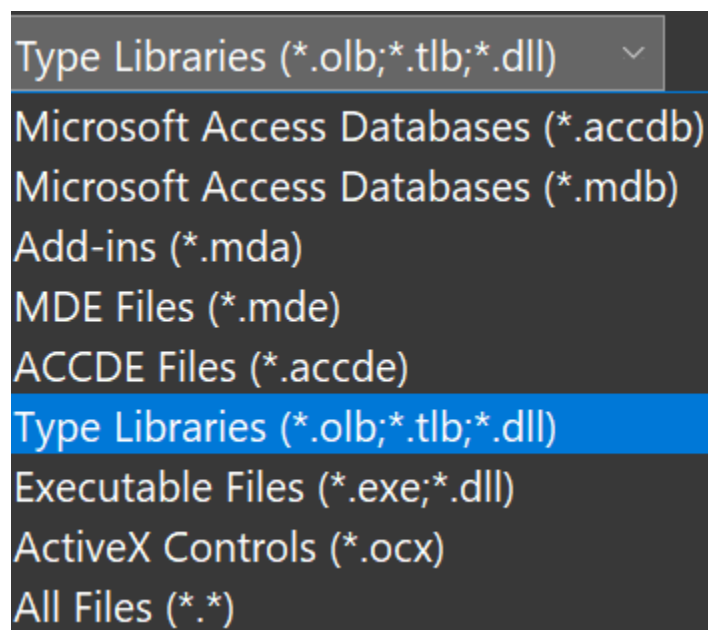 Type Libraries (*.olb;*.tlb;*.dll)
Microsoft Access Databases (*.accdb)
Microsoft Access Databases (*.mdb)
Add-ins (*.mda)
MDE Files (*.mde)
ACCDE Files (*.accde)
Type Libraries (*.olb;*.tlb;*.dll)
Executable Files (*.exe;*.dll)
ActiveX Controls (*.ocx)
All Files (*.*)